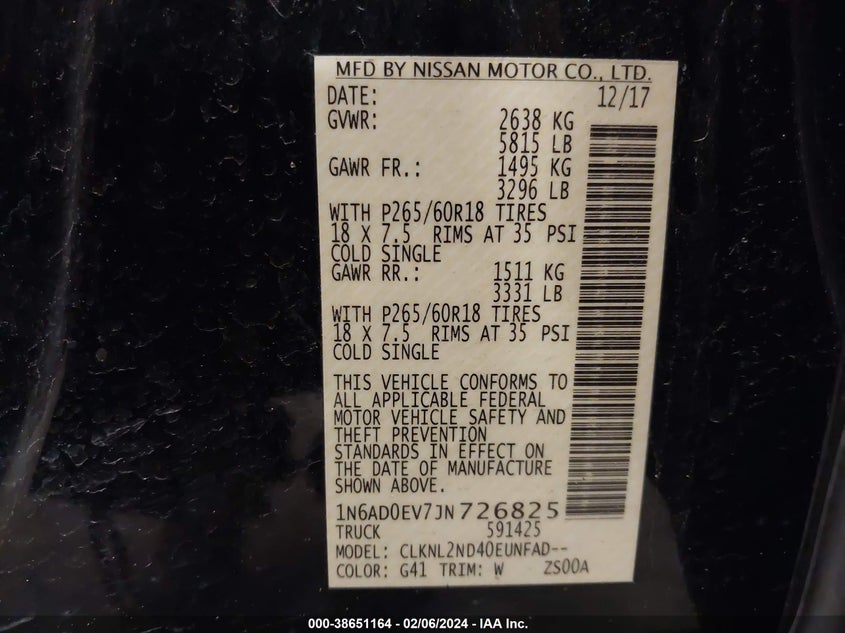 MFD BY NISSAN MOTOR CO., LTD.
DATE: 12/17
GVWR: 2638 KG
5815 LB
GAWR FR.: 1495 KG
3296 LB
WITH P265/60R18 TIRES
18 X 7.5 RIMS AT 35 PSI
COLD SINGLE
GAWR RR.: 1511 KG
3331 LB
WITH P265/60R18 TIRES
18 X 7.5 RIMS AT 35 PSI
COLD SINGLE
THIS VEHICLE CONFORMS TO
ALL APPLICABLE FEDERAL
MOTOR VEHICLE SAFETY AND
THEFT PREVENTION
STANDARDS IN EFFECT ON
THE DATE OF MANUFACTURE
SHOWN ABOVE.
1N6AD0EV7JN726825
TRUCK 591425
MODEL: CLKNL2ND40EUNFAD--
COLOR: G41 TRIM: W ZS00A
000-38651164 - 02/06/2024 - IAA Inc.